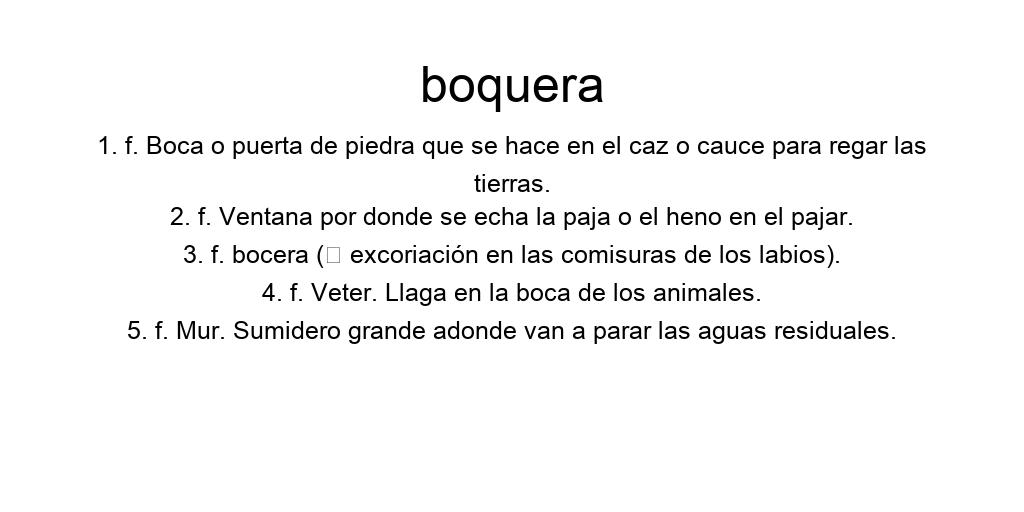 boquera
1. f. Boca o puerta de piedra que se hace en el caz o cauce para regar las
tierras.
2. f. Ventana por donde se echa la paja o el heno en el pajar.
3. f. bocera (□ excoriación en las comisuras de los labios).
4. f. Veter. Llaga en la boca de los animales.
5. f. Mur. Sumidero grande adonde van a parar las aguas residuales.